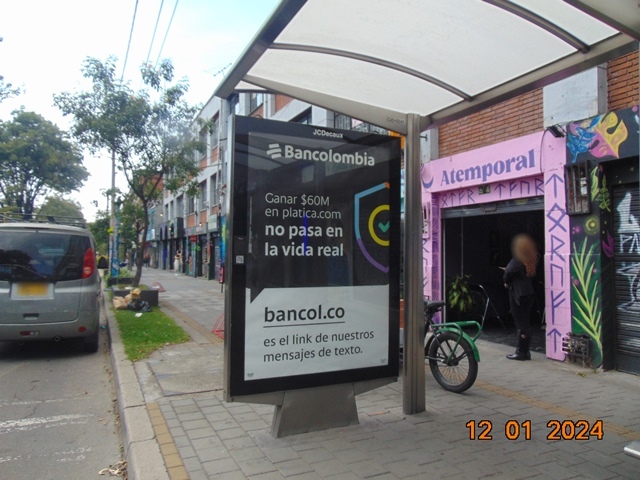 JCDecaux
Bancolombia
Ganar $60M
en platica.com
no pasa en
la vida real
bancol.co
es el link de nuestros
mensajes de texto.
Atemporal
12 01 2024